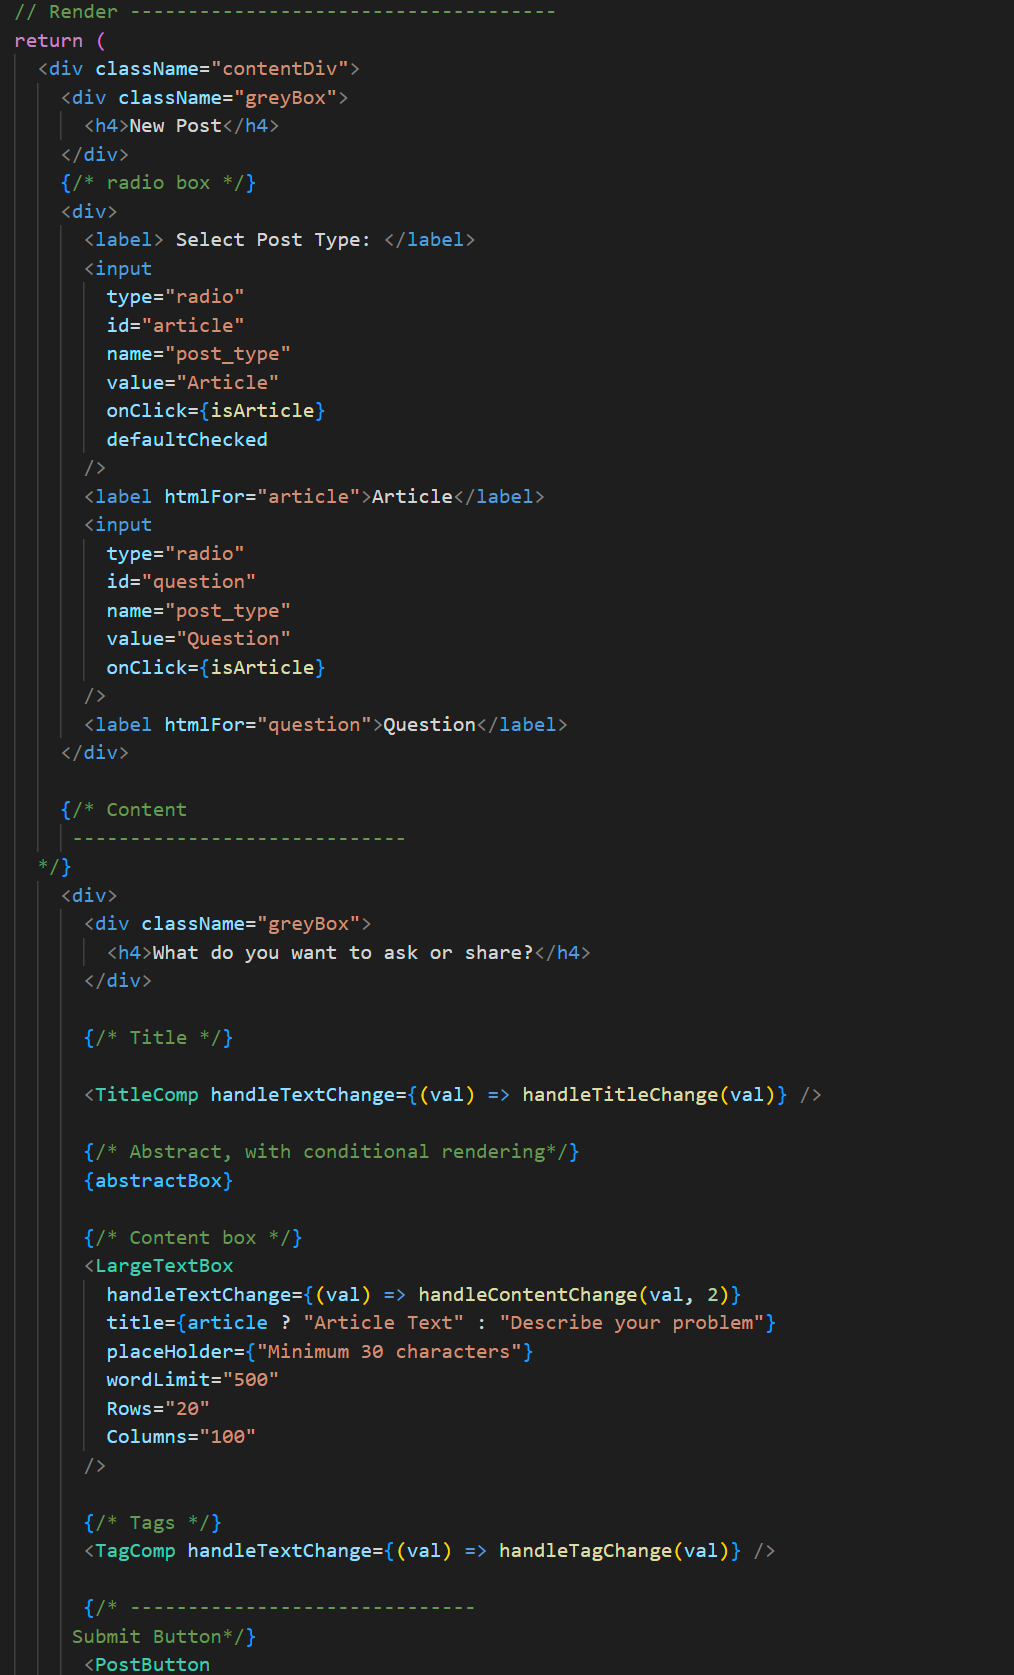 // Render -------------------------------------
return (
<div className="contentDiv">
<div className="greyBox">
<h4>New Post</h4>
</div>
{/* radio box */}
<div>
<label> Select Post Type: </label>
<input
type="radio"
id="article"
name="post_type"
value="Article"
onClick={isArticle}
defaultChecked
/>
<label htmlFor="article">Article</label>
<input
type="radio"
id="question"
name="post_type"
value="Question"
onClick={isArticle}
/>
<label htmlFor="question">Question</label>
</div>
{/* Content
-----------------------------
*/}
<div>
<div className="greyBox">
<h4>What do you want to ask or share?</h4>
</div>
{/* Title */}
<TitleComp handleTextChange={(val) => handleTitleChange(val)} />
{/* Abstract, with conditional rendering*/}
{abstractBox}
{/* Content box */}
<LargeTextBox
handleTextChange={(val) => handleContentChange(val, 2)}
title={article ? "Article Text" : "Describe your problem"}
placeHolder={"Minimum 30 characters"}
wordLimit="500"
Rows="20"
Columns="100"
/>
{/* Tags */}
<TagComp handleTextChange={(val) => handleTagChange(val)} />
{/* ------------------------------
Submit Button*/}
<PostButton